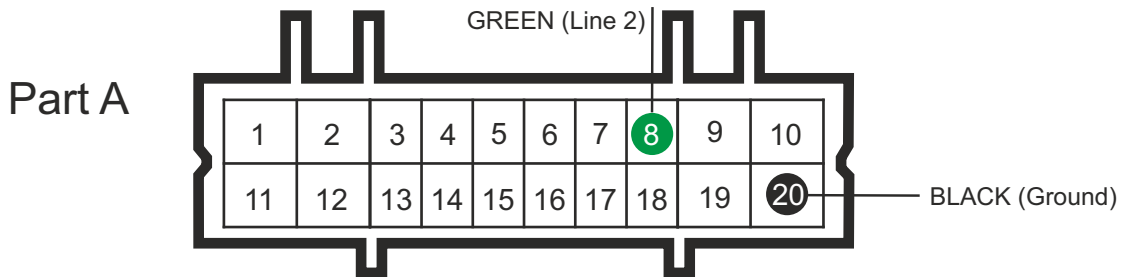 GREEN (Line 2)
Part A
1 2 3 4 5 6 7 8 9 10
11 12 13 14 15 16 17 18 19 20
BLACK (Ground)